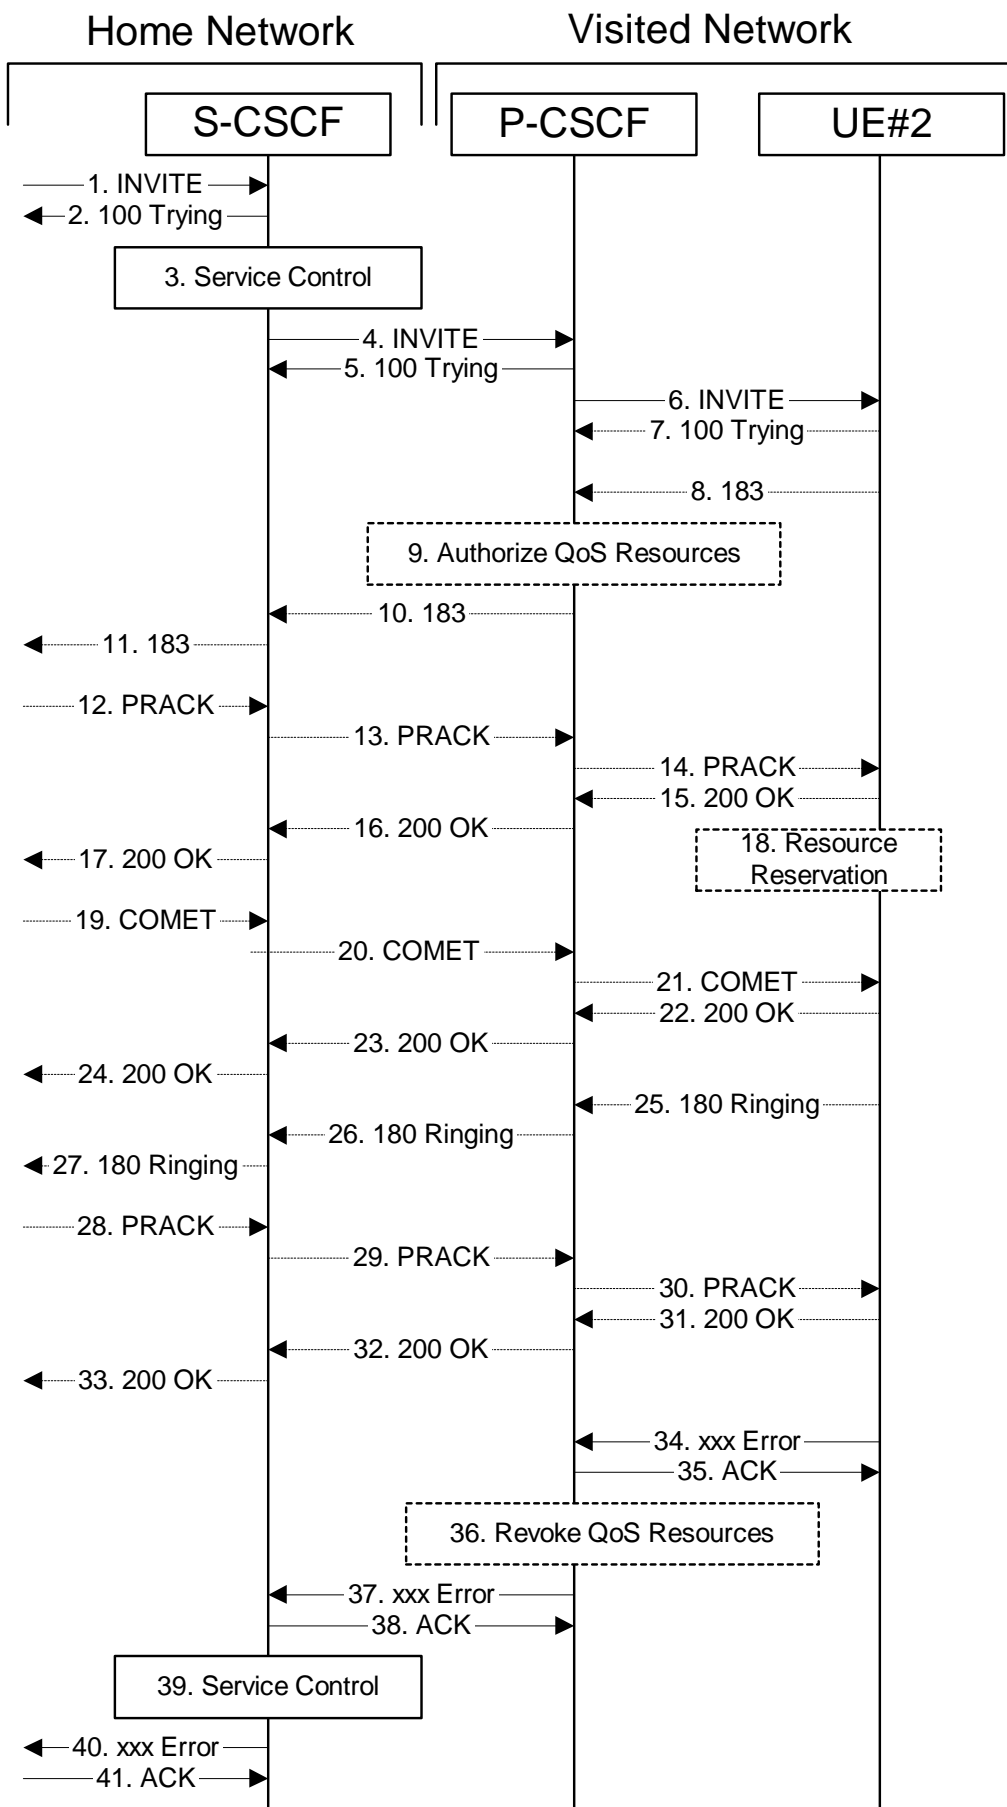 Home Network
Visited Network
S-CSCF
P-CSCF
UE#2
1. INVITE
2. 100 Trying
3. Service Control
4. INVITE
5. 100 Trying
6. INVITE
7. 100 Trying
8. 183
9. Authorize QoS Resources
10. 183
11. 183
12. PRACK
13. PRACK
14. PRACK
15. 200 OK
16. 200 OK
17. 200 OK
18. Resource
Reservation
19. COMET
20. COMET
21. COMET
22. 200 OK
23. 200 OK
24. 200 OK
25. 180 Ringing
26. 180 Ringing
27. 180 Ringing
28. PRACK
29. PRACK
30. PRACK
31. 200 OK
32. 200 OK
33. 200 OK
34. xxx Error
35. ACK
36. Revoke QoS Resources
37. xxx Error
38. ACK
39. Service Control
40. xxx Error
41. ACK